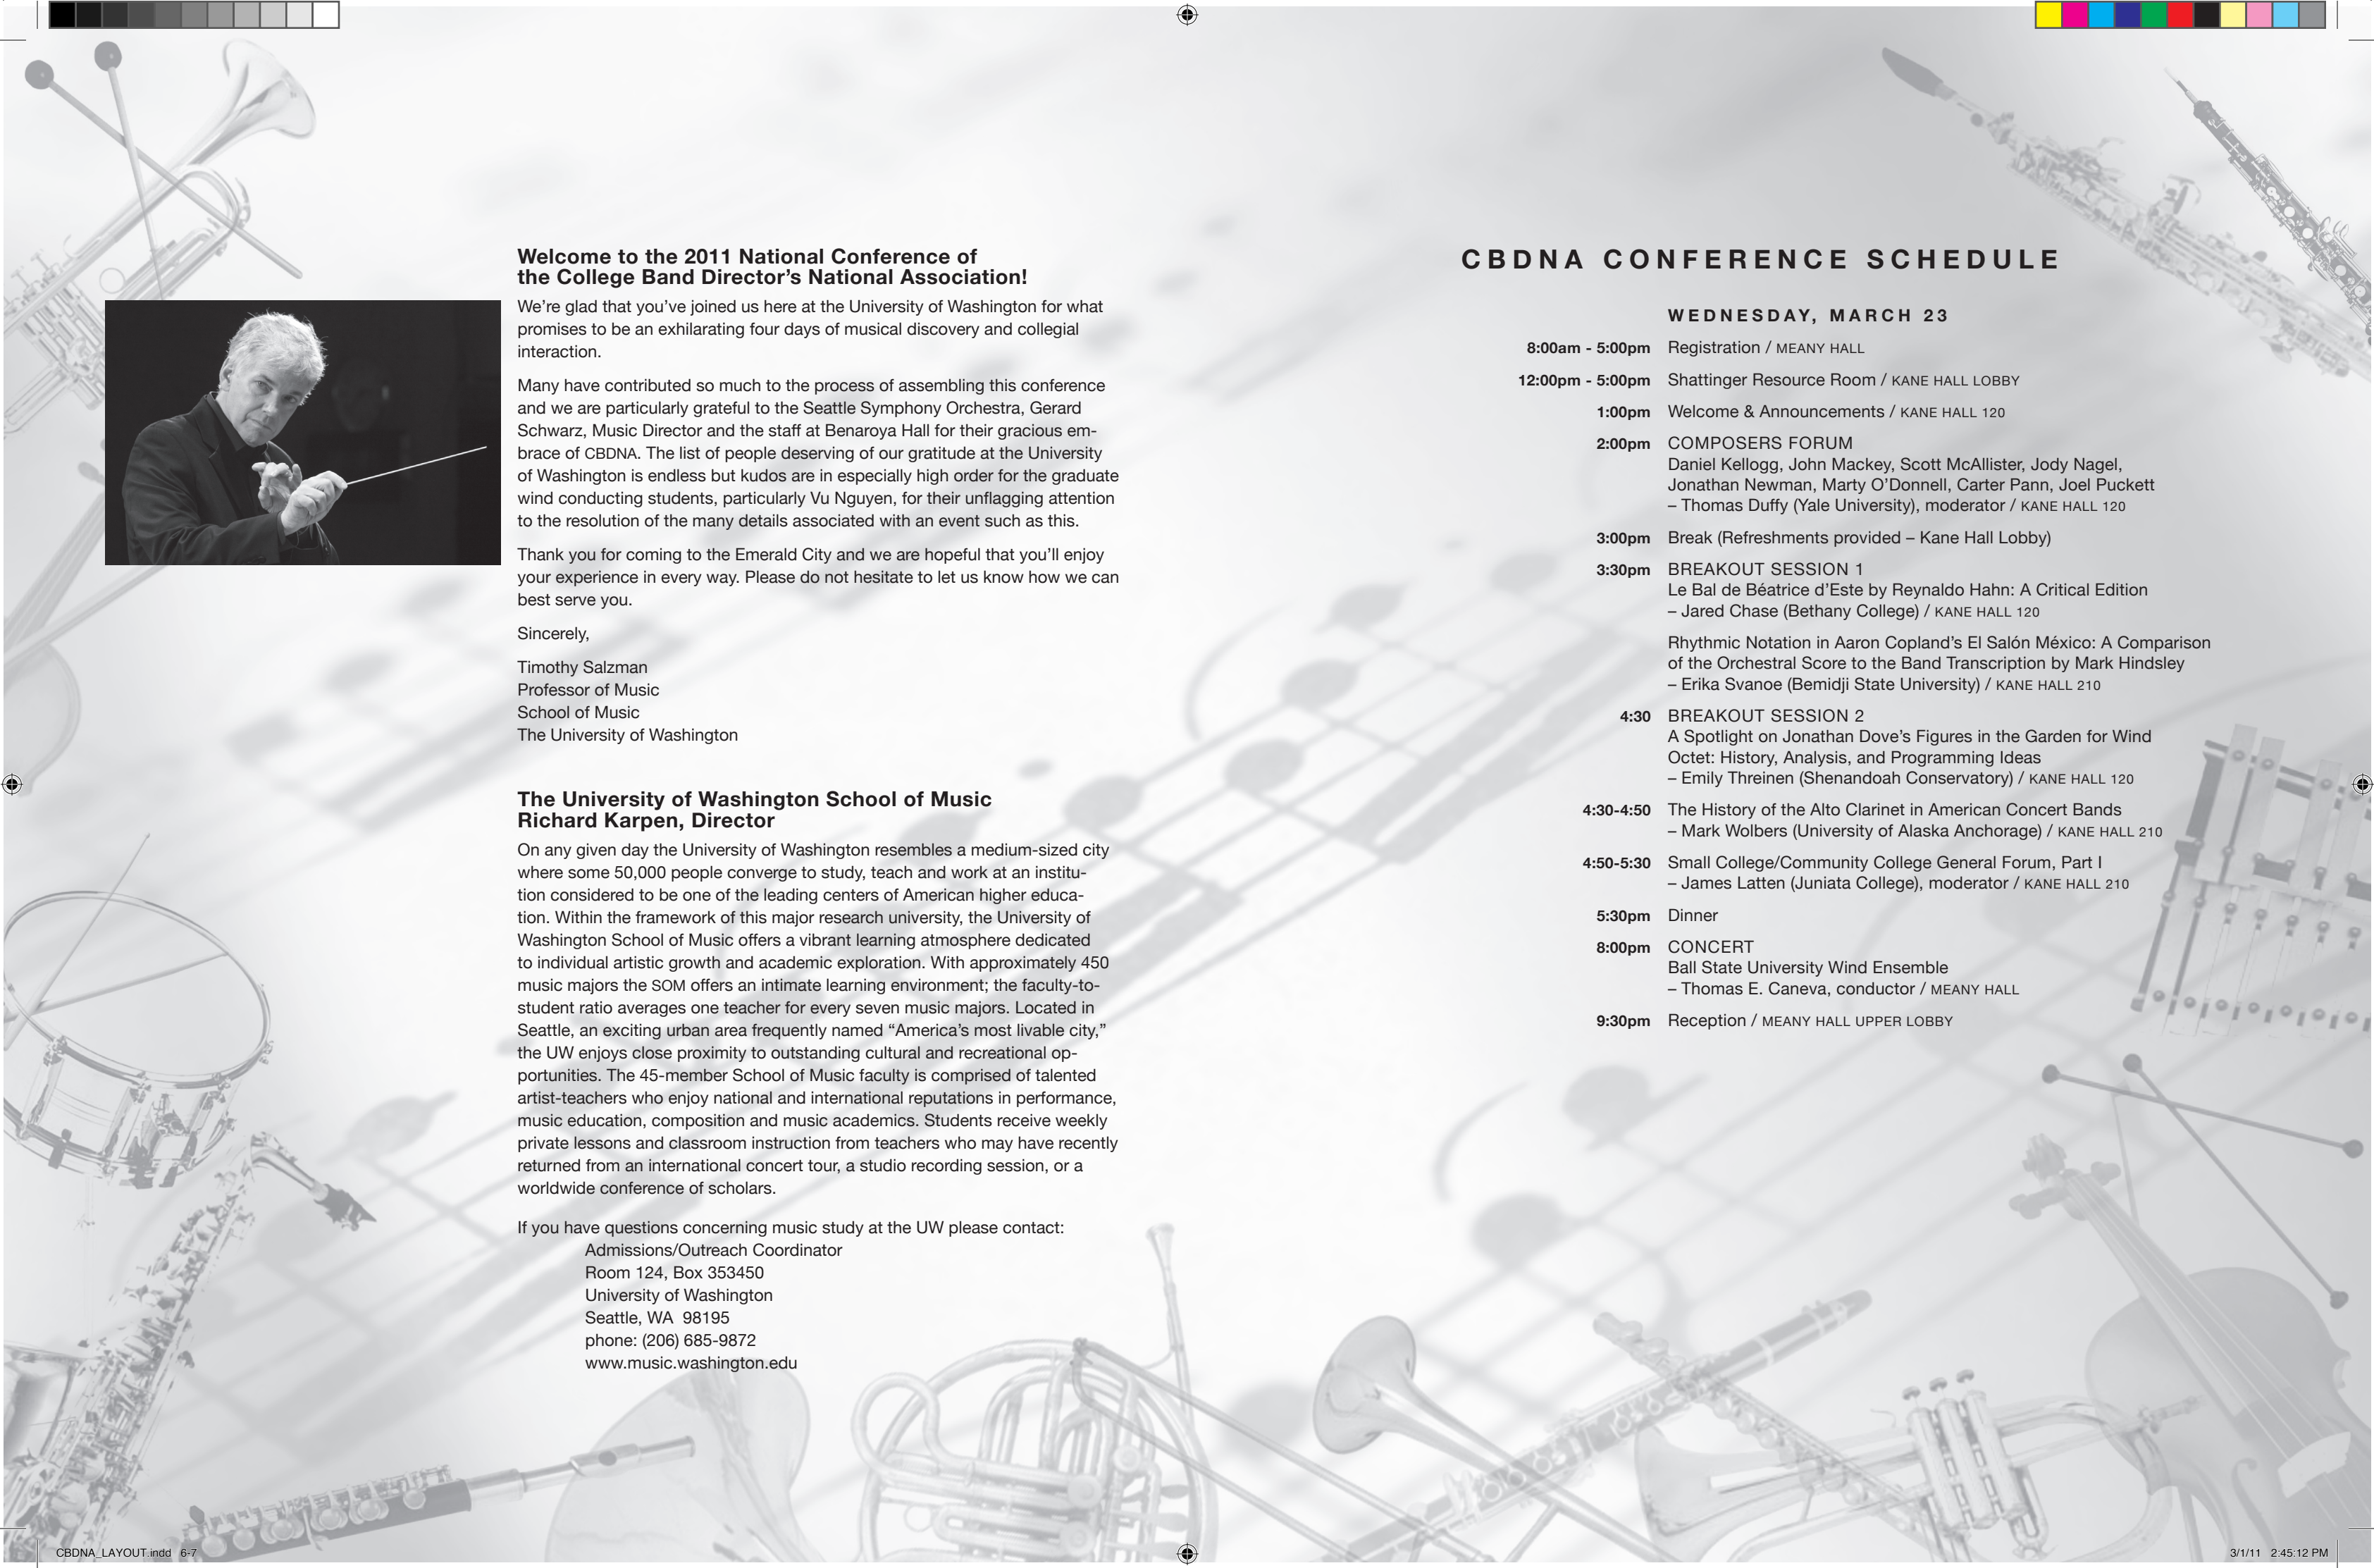 Welcome to the 2011 National Conference of
the College Band Director’s National Association!
We’re glad that you’ve joined us here at the University of Washington for what
promises to be an exhilarating four days of musical discovery and collegial
interaction.
Many have contributed so much to the process of assembling this conference
and we are particularly grateful to the Seattle Symphony Orchestra, Gerard
Schwarz, Music Director and the staff at Benaroya Hall for their gracious em-
brace of CBDNA. The list of people deserving of our gratitude at the University
of Washington is endless but kudos are in especially high order for the graduate
wind conducting students, particularly Vu Nguyen, for their unflagging attention
to the resolution of the many details associated with an event such as this.
Thank you for coming to the Emerald City and we are hopeful that you’ll enjoy
your experience in every way. Please do not hesitate to let us know how we can
best serve you.
Sincerely,
Timothy Salzman
Professor of Music
School of Music
The University of Washington
The University of Washington School of Music
Richard Karpen, Director
On any given day the University of Washington resembles a medium-sized city
where some 50,000 people converge to study, teach and work at an institu-
tion considered to be one of the leading centers of American higher educa-
tion. Within the framework of this major research university, the University of
Washington School of Music offers a vibrant learning atmosphere dedicated
to individual artistic growth and academic exploration. With approximately 450
music majors the SOM offers an intimate learning environment; the faculty-to-
student ratio averages one teacher for every seven music majors. Located in
Seattle, an exciting urban area frequently named “America’s most livable city,”
the UW enjoys close proximity to outstanding cultural and recreational op-
portunities. The 45-member School of Music faculty is comprised of talented
artist-teachers who enjoy national and international reputations in performance,
music education, composition and music academics. Students receive weekly
private lessons and classroom instruction from teachers who may have recently
returned from an international concert tour, a studio recording session, or a
worldwide conference of scholars.
If you have questions concerning music study at the UW please contact:
Admissions/Outreach Coordinator
Room 124, Box 353450
University of Washington
Seattle, WA  98195
phone: (206) 685-9872
www.music.washington.edu
CBDNA CONFERENCE SCHEDULE
WEDNESDAY, MARCH 23
8:00am - 5:00pm Registration / MEANY HALL
12:00pm - 5:00pm Shattinger Resource Room / KANE HALL LOBBY
1:00pm Welcome & Announcements / KANE HALL 120
2:00pm COMPOSERS FORUM
Daniel Kellogg, John Mackey, Scott McAllister, Jody Nagel,
Jonathan Newman, Marty O’Donnell, Carter Pann, Joel Puckett
– Thomas Duffy (Yale University), moderator / KANE HALL 120
3:00pm Break (Refreshments provided – Kane Hall Lobby)
3:30pm BREAKOUT SESSION 1
Le Bal de Béatrice d’Este by Reynaldo Hahn: A Critical Edition
– Jared Chase (Bethany College) / KANE HALL 120
Rhythmic Notation in Aaron Copland’s El Salón México: A Comparison
of the Orchestral Score to the Band Transcription by Mark Hindsley
– Erika Svanoe (Bemidji State University) / KANE HALL 210
4:30 BREAKOUT SESSION 2
A Spotlight on Jonathan Dove’s Figures in the Garden for Wind
Octet: History, Analysis, and Programming Ideas
– Emily Threinen (Shenandoah Conservatory) / KANE HALL 120
4:30-4:50 The History of the Alto Clarinet in American Concert Bands
– Mark Wolbers (University of Alaska Anchorage) / KANE HALL 210
4:50-5:30 Small College/Community College General Forum, Part I
– James Latten (Juniata College), moderator / KANE HALL 210
5:30pm Dinner
8:00pm CONCERT
Ball State University Wind Ensemble
– Thomas E. Caneva, conductor / MEANY HALL
9:30pm Reception / MEANY HALL UPPER LOBBY
CBDNA_LAYOUT.indd   6-7
3/1/11   2:45:12 PM